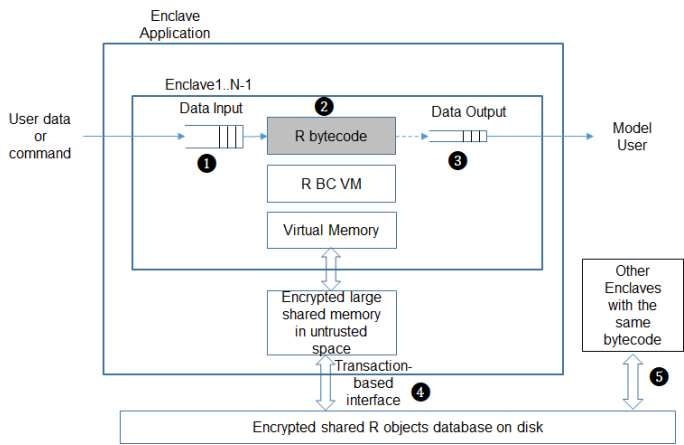 Enclave
Application
Enclave1..N-1
Data Input
2
Data Output
User data
or
command
R bytecode
Model
User
1
3
R BC VM
Virtual Memory
Encrypted large
shared memory
in untrusted
space
Other
Enclaves
with the
same
bytecode
Transaction-
based
interface
4
5
Encrypted shared R objects database on disk